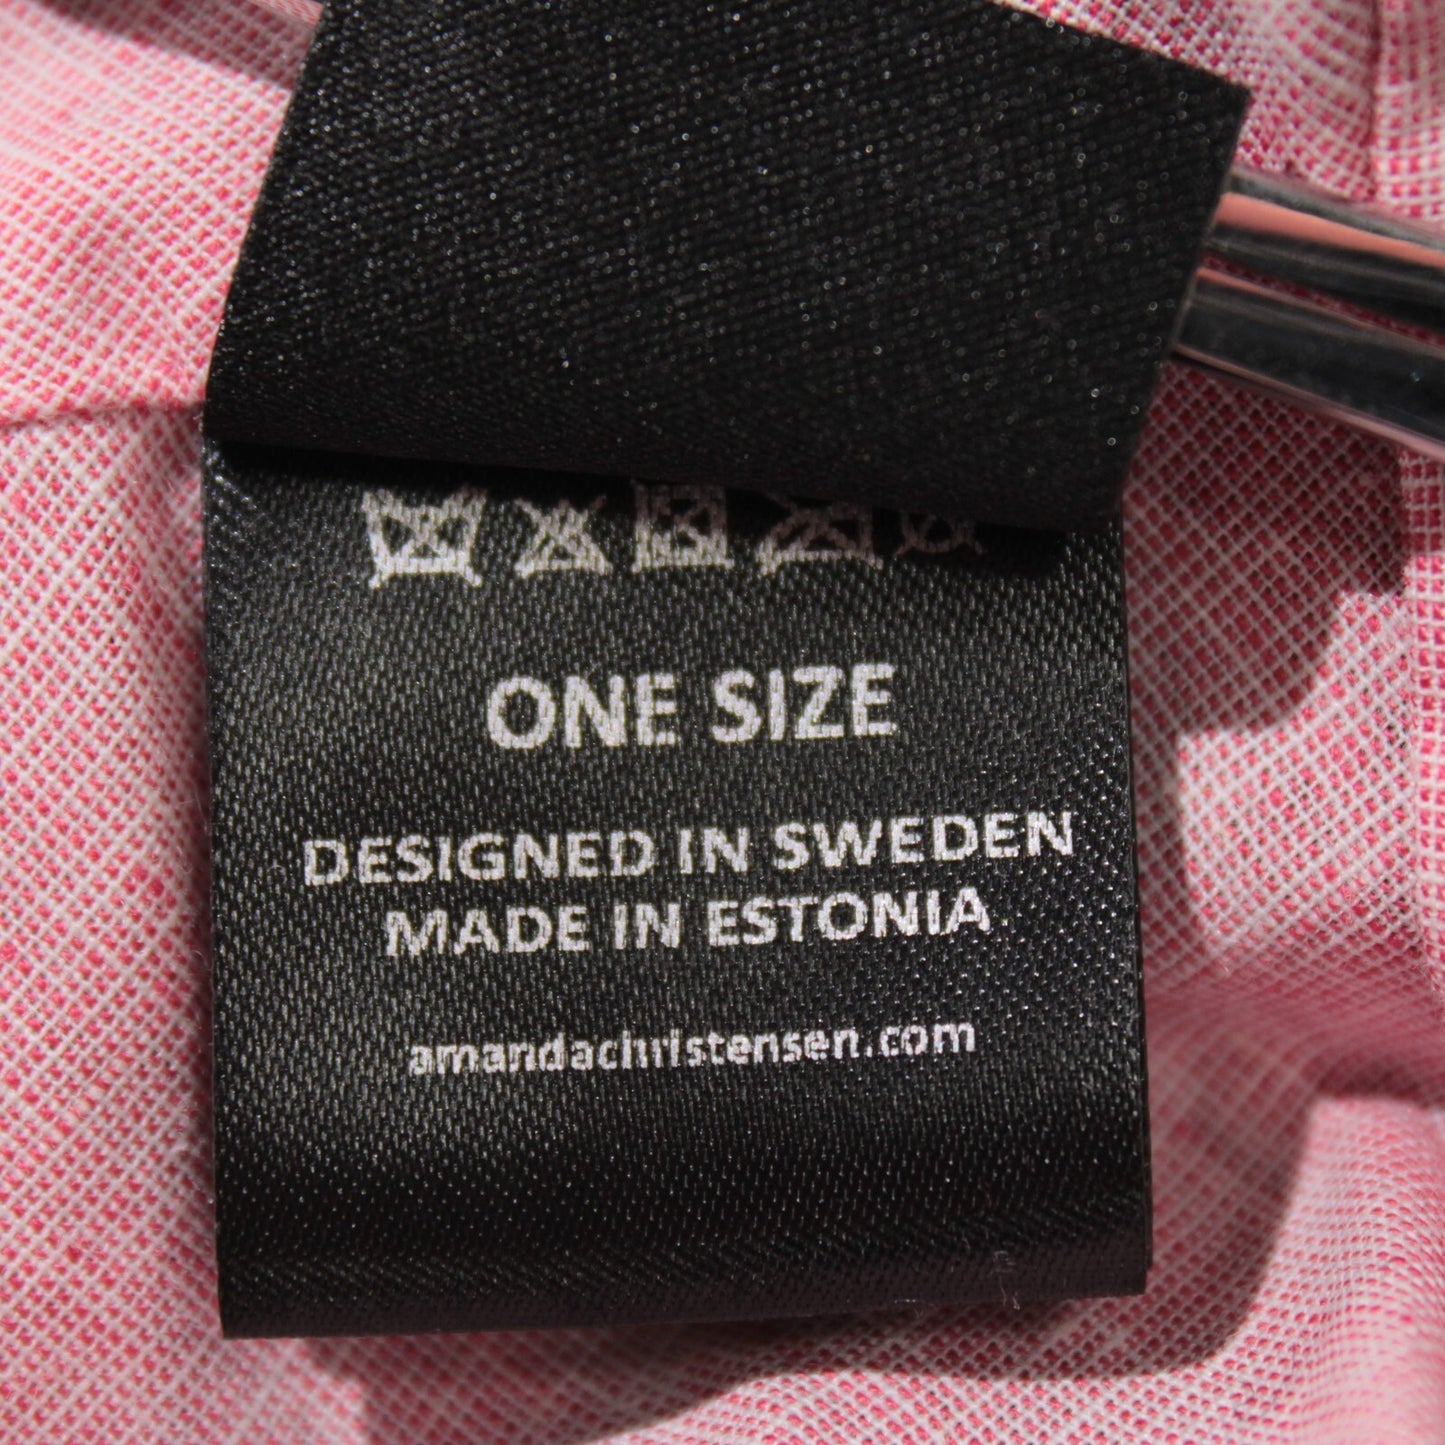 ONE SIZE
DESIGNED IN SWEDEN
MADE IN ESTONIA
amandachristensen.com